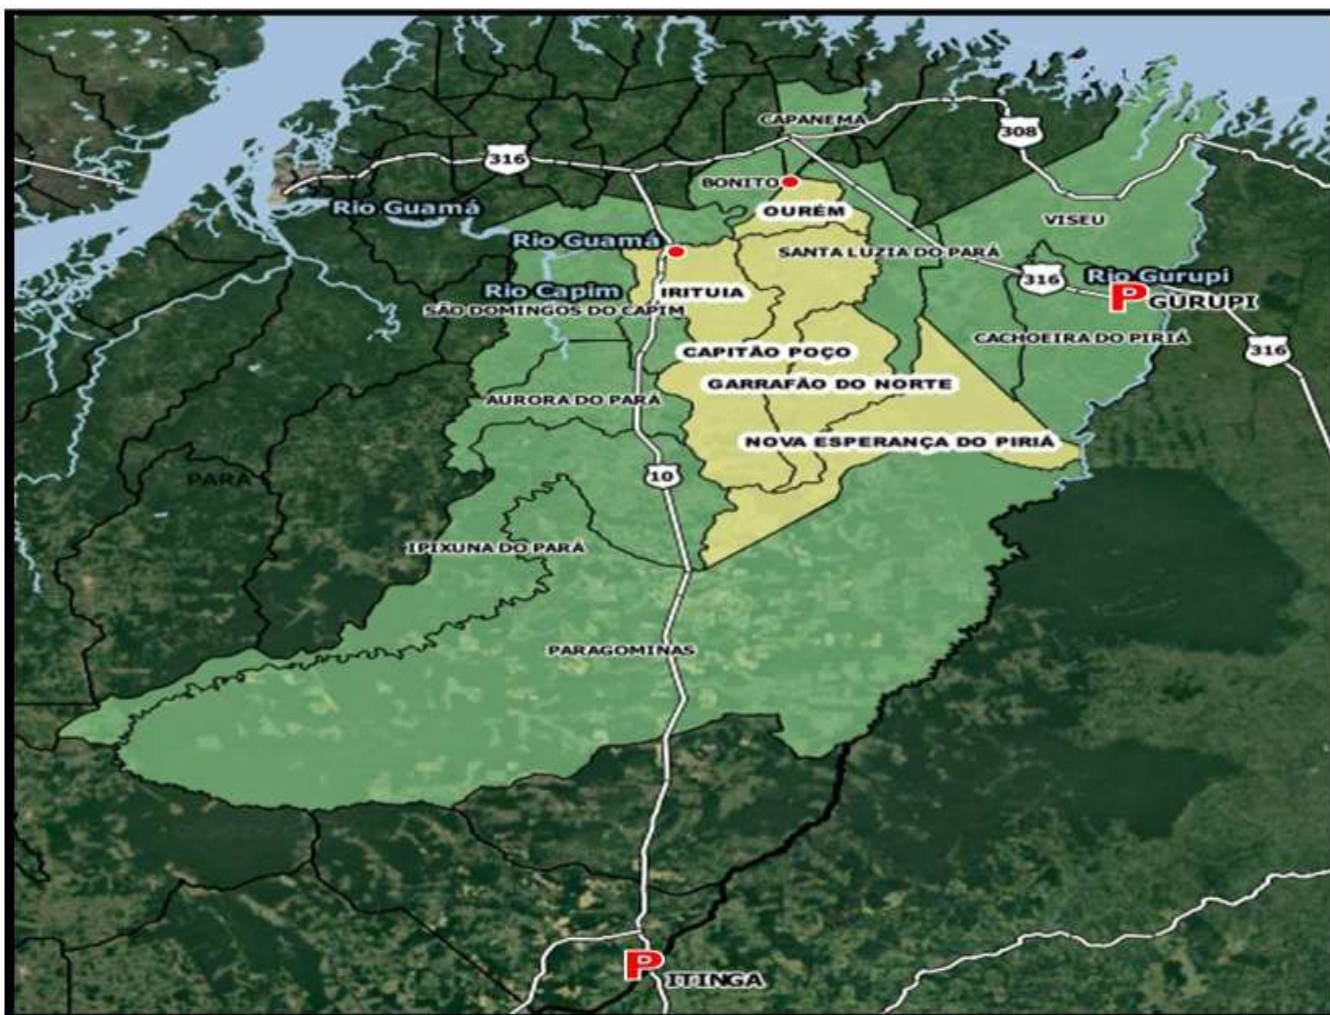 CAPANEMA
308
316
BONITO
Rio Guamá
OURÉM
VISEU
Rio Guamá
SANTA LUZIA DO PARÁ
316
Rio Gurupi
Rio Capim
IRITUIA
P GURUPI
SÃO DOMINGOS DO CAPIM
CACHOEIRA DO PIRIÁ
316
CAPITÃO POÇO
GARRAFÃO DO NORTE
AURORA DO PARÁ
NOVA ESPERANÇA DO PIRIÁ
10
PARÁ
IPIXUNA DO PARÁ
PARAGOMINAS
P ITINGA